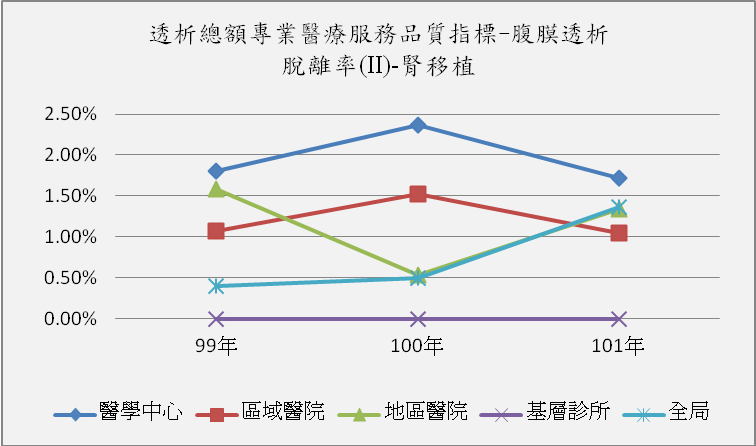 透析總額專業醫療服務品質指標-腹膜透析
脫離率(II)-腎移植
2.50%
2.00%
1.50%
1.00%
0.50%
0.00%
99年 100年 101年
醫學中心 區域醫院 地區醫院 基層診所 全局